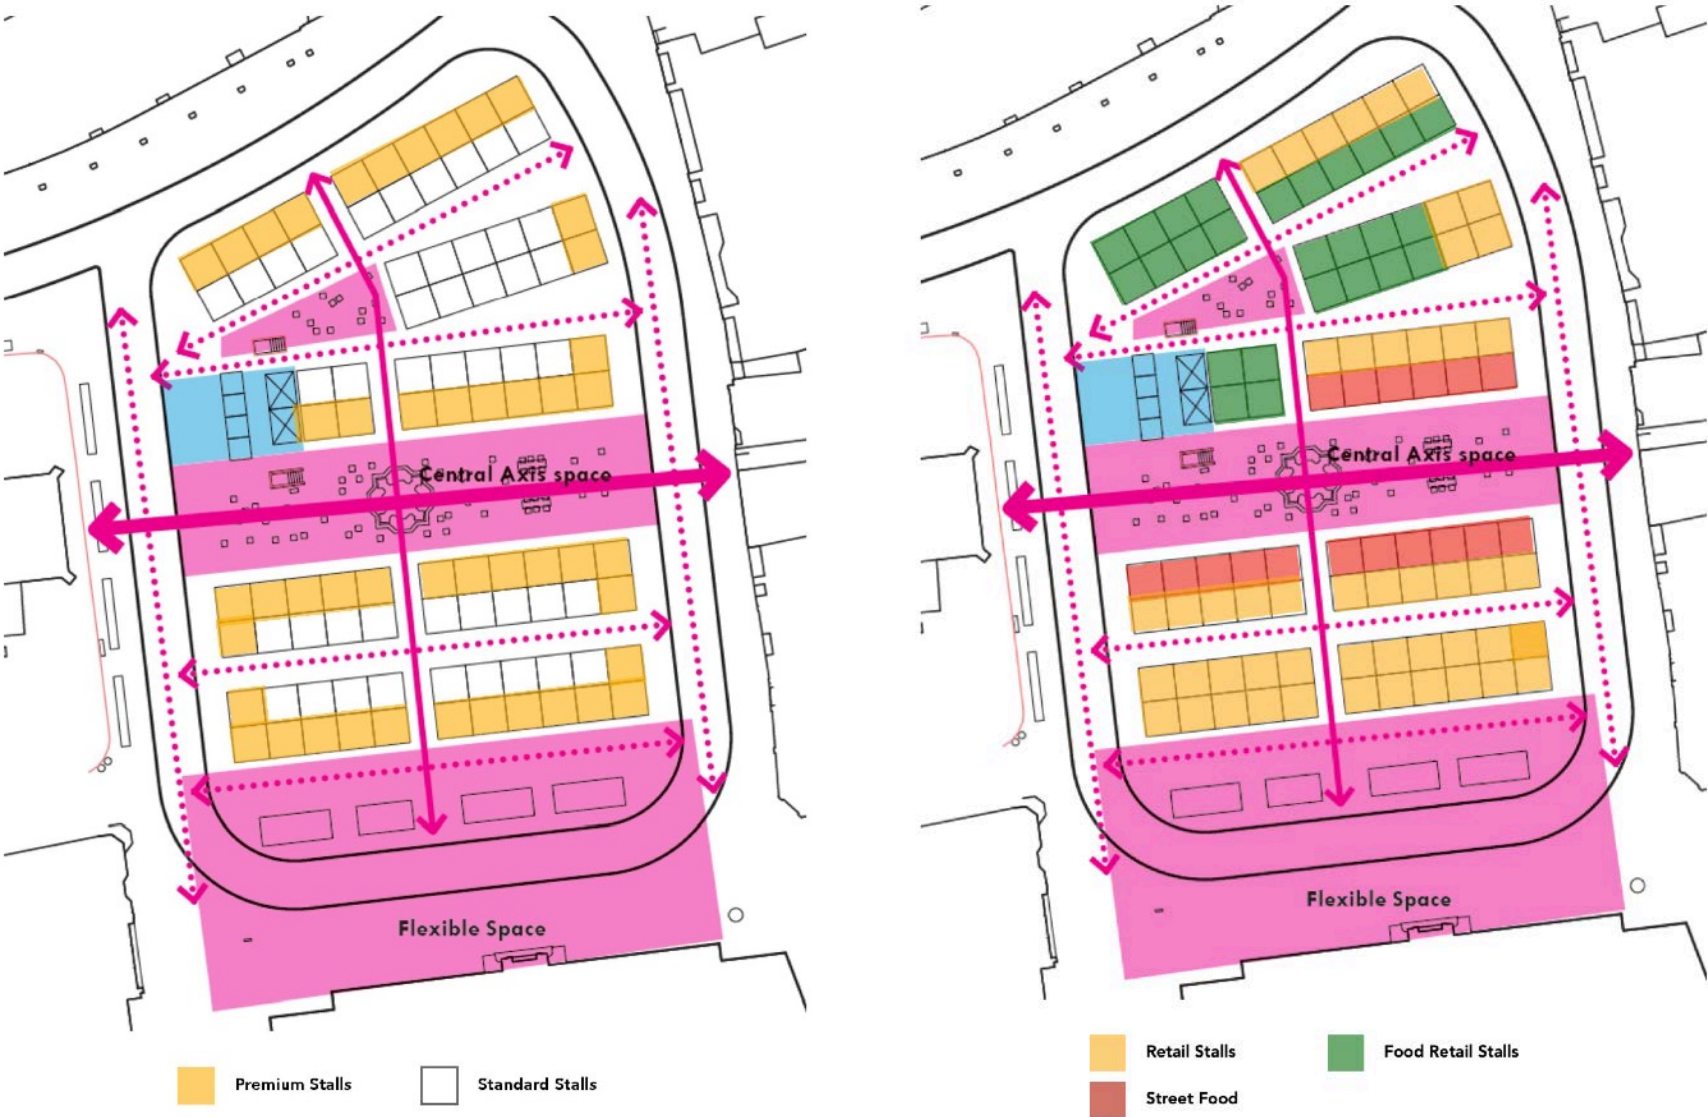 Central Axis space
Flexible Space
Premium Stalls
Standard Stalls
Central Axis space
Flexible Space
Retail Stalls
Food Retail Stalls
Street Food